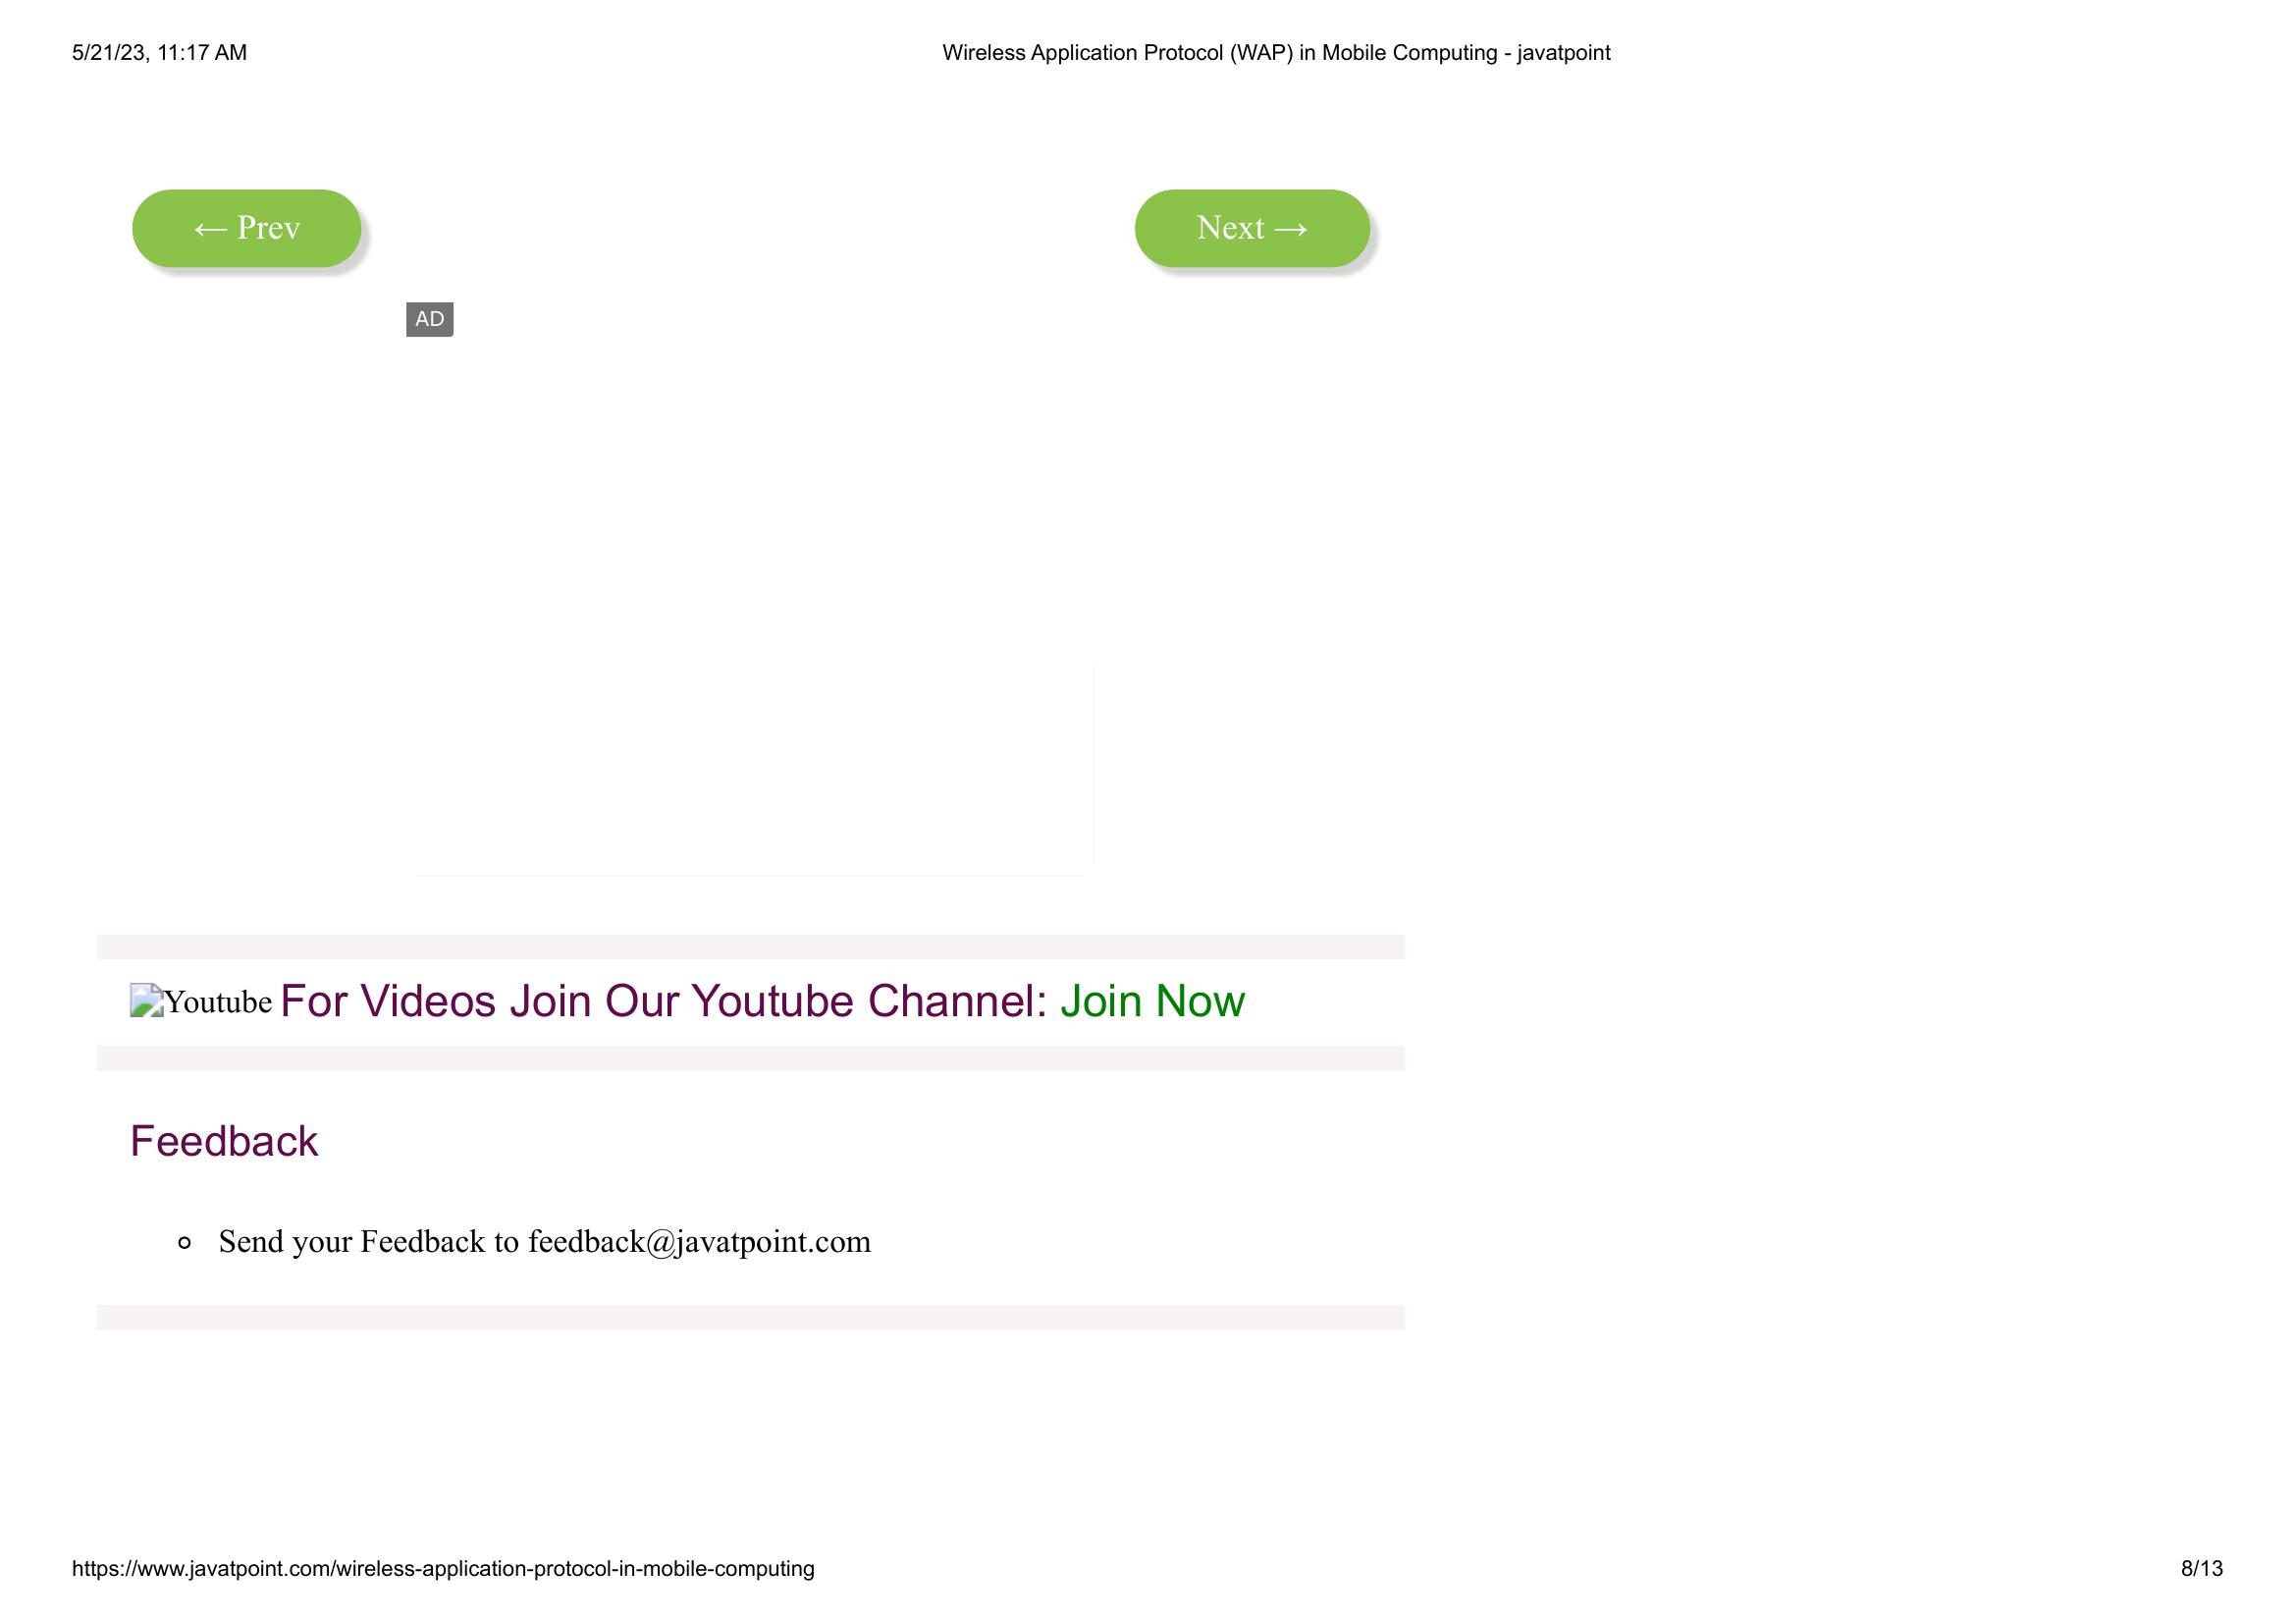 5/21/23, 11:17 AM
Wireless Application Protocol (WAP) in Mobile Computing - javatpoint
← Prev
Next →
AD
Youtube For Videos Join Our Youtube Channel: Join Now
Feedback
Send your Feedback to feedback@javatpoint.com
https://www.javatpoint.com/wireless-application-protocol-in-mobile-computing
8/13